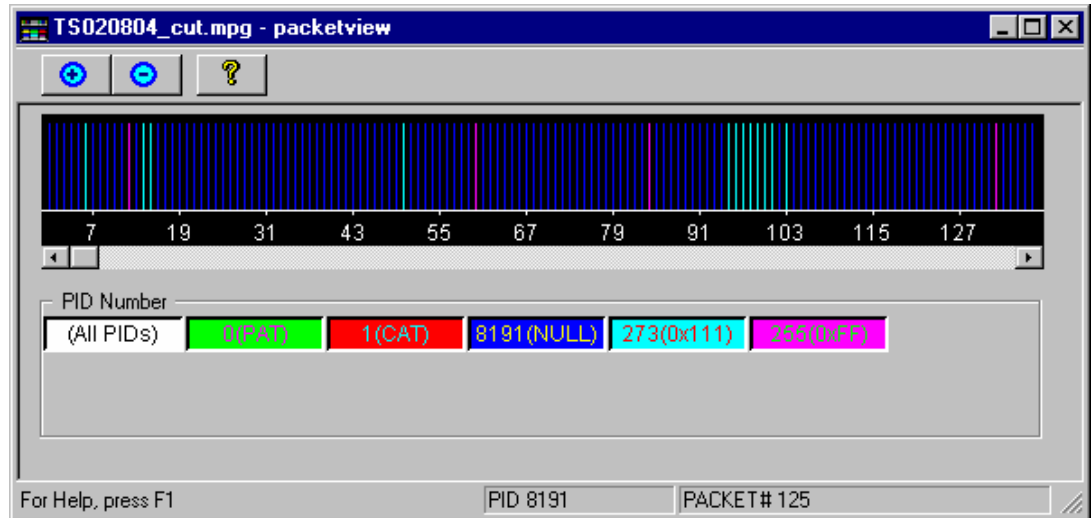 TS020804_cut.mpg - packetview
7 19 31 43 55 67 79 91 103 115 127
PID Number
(All PIDs) 0(PAT) 1(CAT) 8191(NULL) 273(0x111) 255(0xFF)
For Help, press F1 PID 8191 PACKET# 125